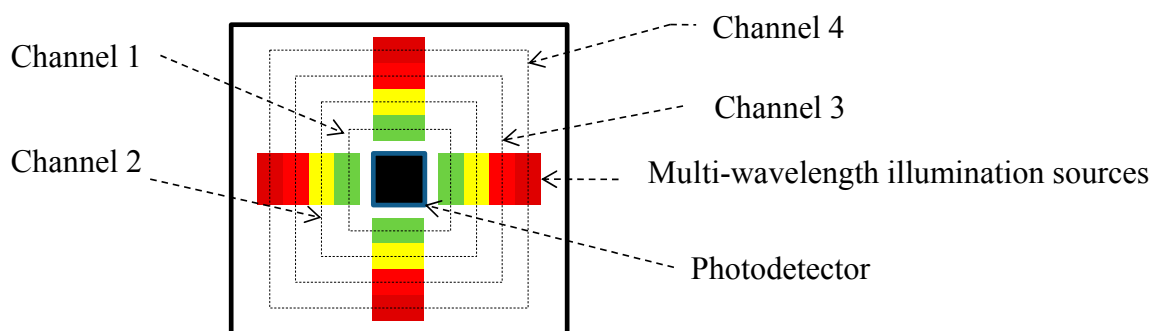 Channel 4
Channel 1
Channel 3
Channel 2
Multi-wavelength illumination sources
Photodetector